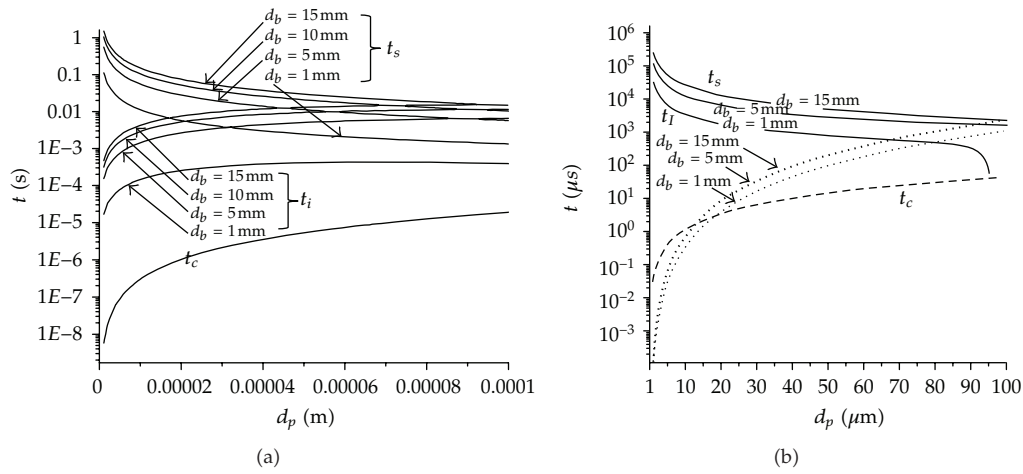 d_b = 15 mm
d_b = 10 mm
d_b = 5 mm
d_b = 1 mm
t_s
1
0.1
0.01
1E−3
1E−4
1E−5
1E−6
1E−7
1E−8
t (s)
d_b = 15 mm
d_b = 10 mm
d_b = 5 mm
d_b = 1 mm
t_i
t_c
0 0.00002 0.00004 0.00006 0.00008 0.0001
d_p (m)
(a)
10^6
10^5
10^4
10^3
10^2
10^1
10^0
10^−1
10^−2
10^−3
t (μs)
t_s
d_b = 15 mm
d_b = 5 mm
t_I
d_b = 1 mm
d_b = 15 mm
d_b = 5 mm
d_b = 1 mm
t_c
1 10 20 30 40 50 60 70 80 90 100
d_p (μm)
(b)